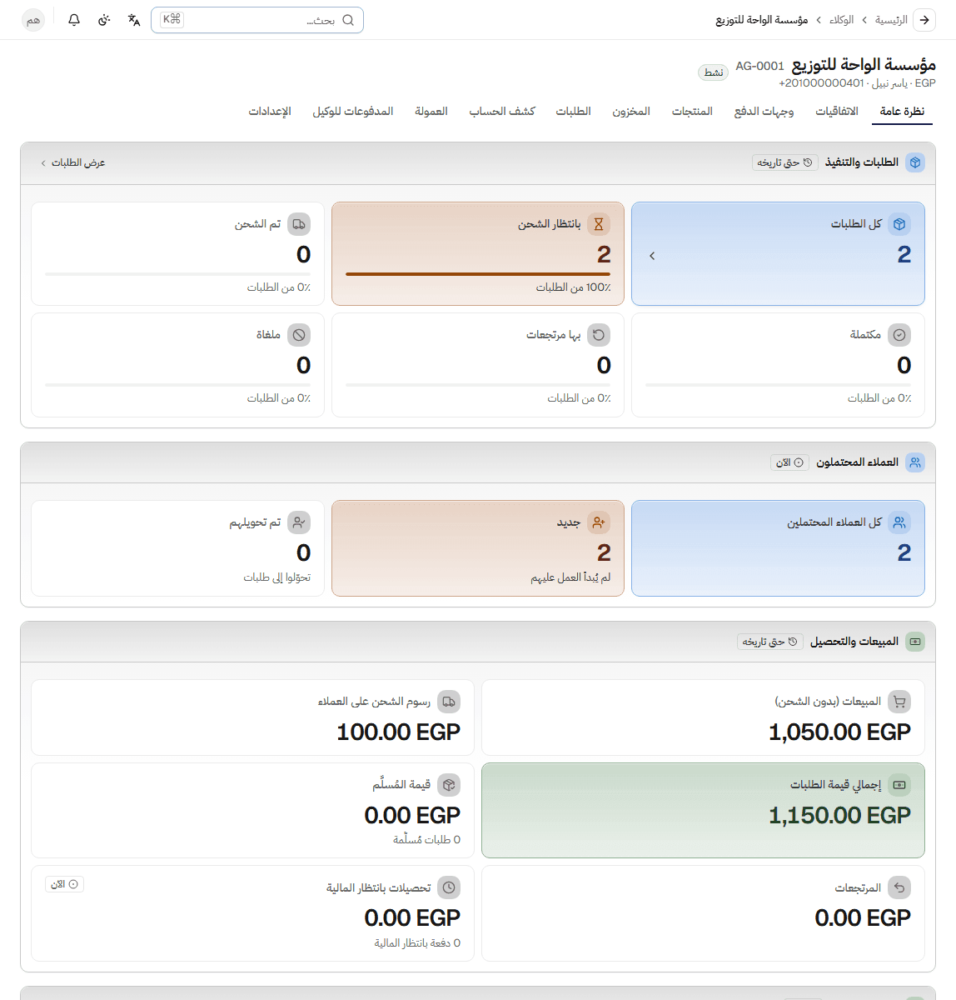 الرئيسية
الوكلاء
مؤسسة الواحة للتوزيع
بحث...
⌘K
هم
مؤسسة الواحة للتوزيع AG-0001 نشط
EGP · ياسر نبيل · 201000000401+
نظرة عامة
الاتفاقيات
وجهات الدفع
المنتجات
المخزون
الطلبات
كشف الحساب
العمولة
المدفوعات للوكيل
الإعدادات
الطلبات والتنفيذ
حتى تاريخه
عرض الطلبات
كل الطلبات
2
بانتظار الشحن
2
100٪ من الطلبات
تم الشحن
0
0٪ من الطلبات
مكتملة
0
0٪ من الطلبات
بها مرتجعات
0
0٪ من الطلبات
ملغاة
0
0٪ من الطلبات
العملاء المحتملون
الآن
كل العملاء المحتملين
2
جديد
2
لم يُبدأ العمل عليهم
تم تحويلهم
0
تحوّلوا إلى طلبات
المبيعات والتحصيل
حتى تاريخه
المبيعات (بدون الشحن)
1,050.00 EGP
رسوم الشحن على العملاء
100.00 EGP
إجمالي قيمة الطلبات
1,150.00 EGP
قيمة المُسلَّم
0.00 EGP
0 طلبات مُسلَّمة
المرتجعات
0.00 EGP
تحصيلات بانتظار المالية
الآن
0.00 EGP
0 دفعة بانتظار المالية